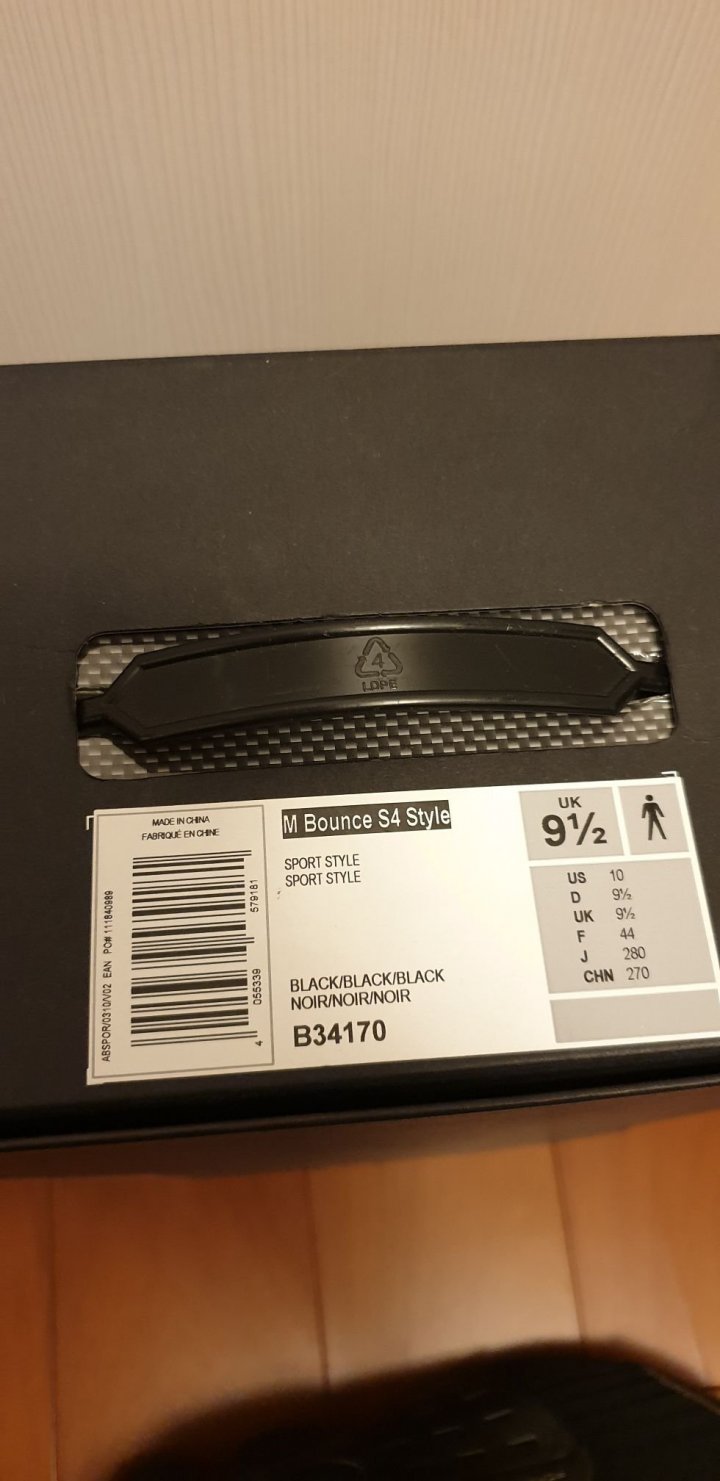 4
LDPE
MADE IN CHINA
FABRIQUÉ EN CHINE
ABSPOR/0310/V02 EAN PO# 111840989
4 055339 579181
M Bounce S4 Style
SPORT STYLE
SPORT STYLE
BLACK/BLACK/BLACK
NOIR/NOIR/NOIR
B34170
UK
9½
US 10
D 9½
UK 9½
F 44
J 280
CHN 270